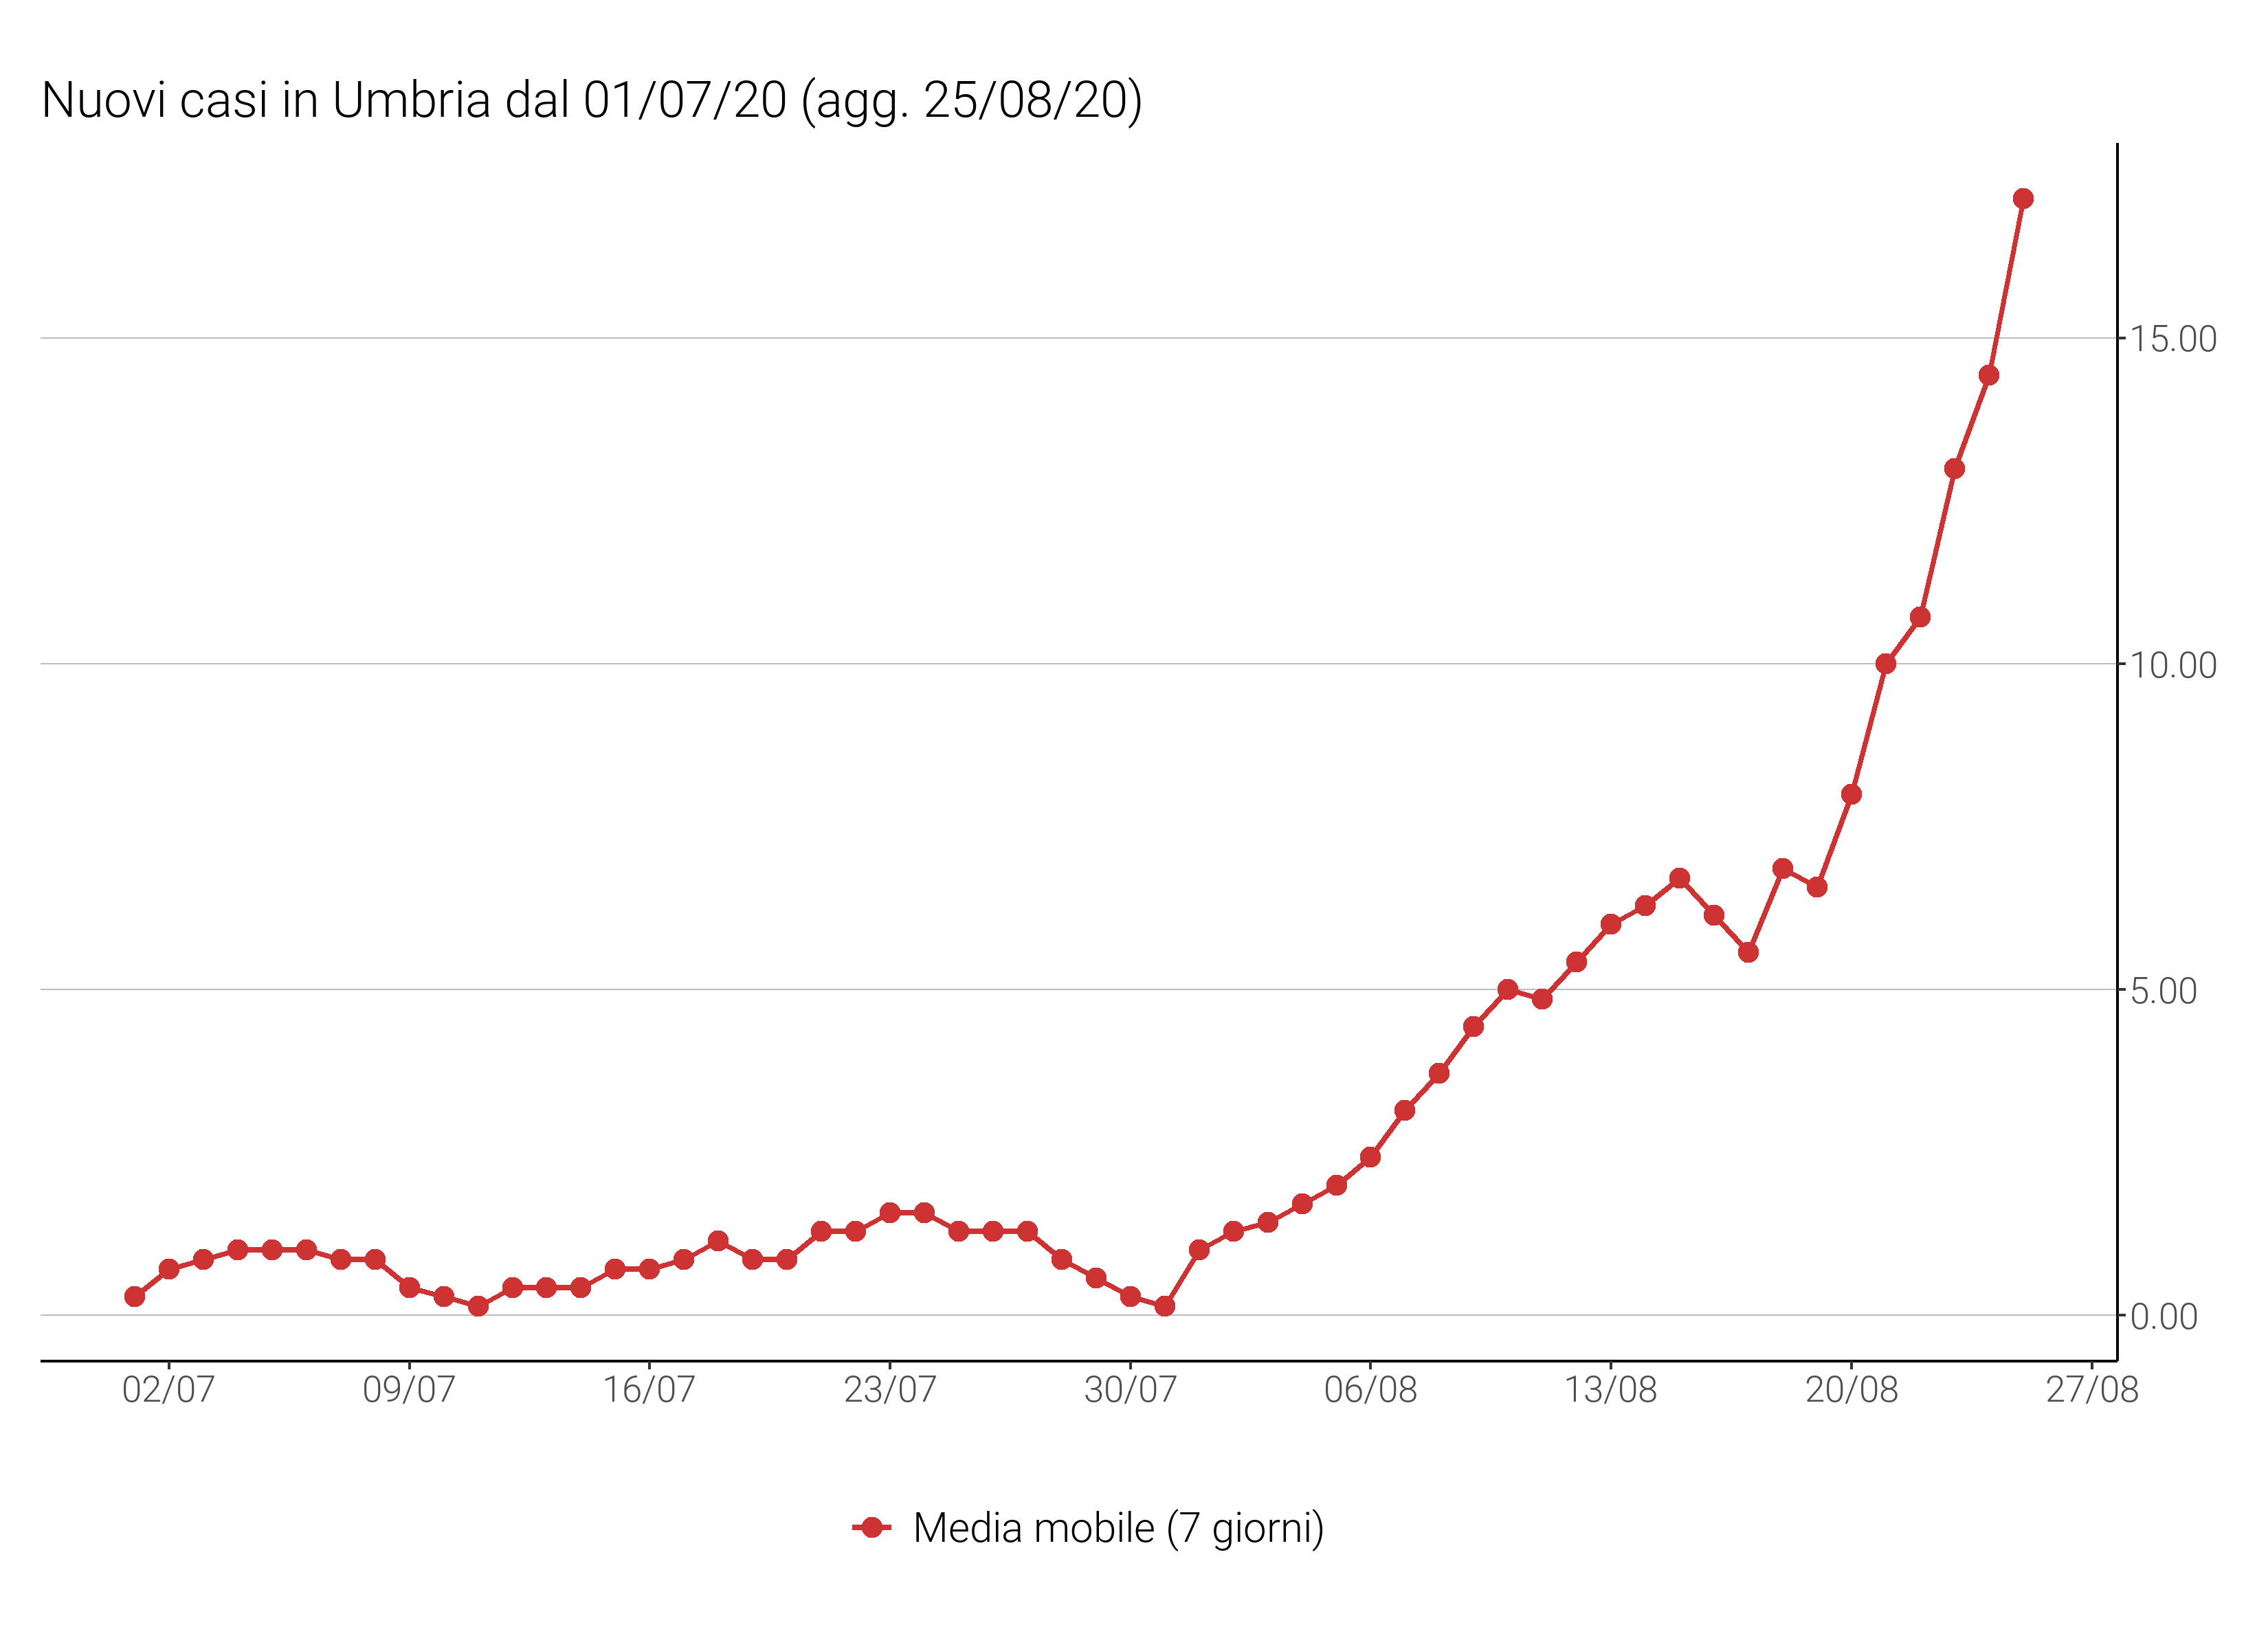 Nuovi casi in Umbria dal 01/07/20 (agg. 25/08/20)
15.00
10.00
5.00
0.00
02/07 09/07 16/07 23/07 30/07 06/08 13/08 20/08 27/08
Media mobile (7 giorni)